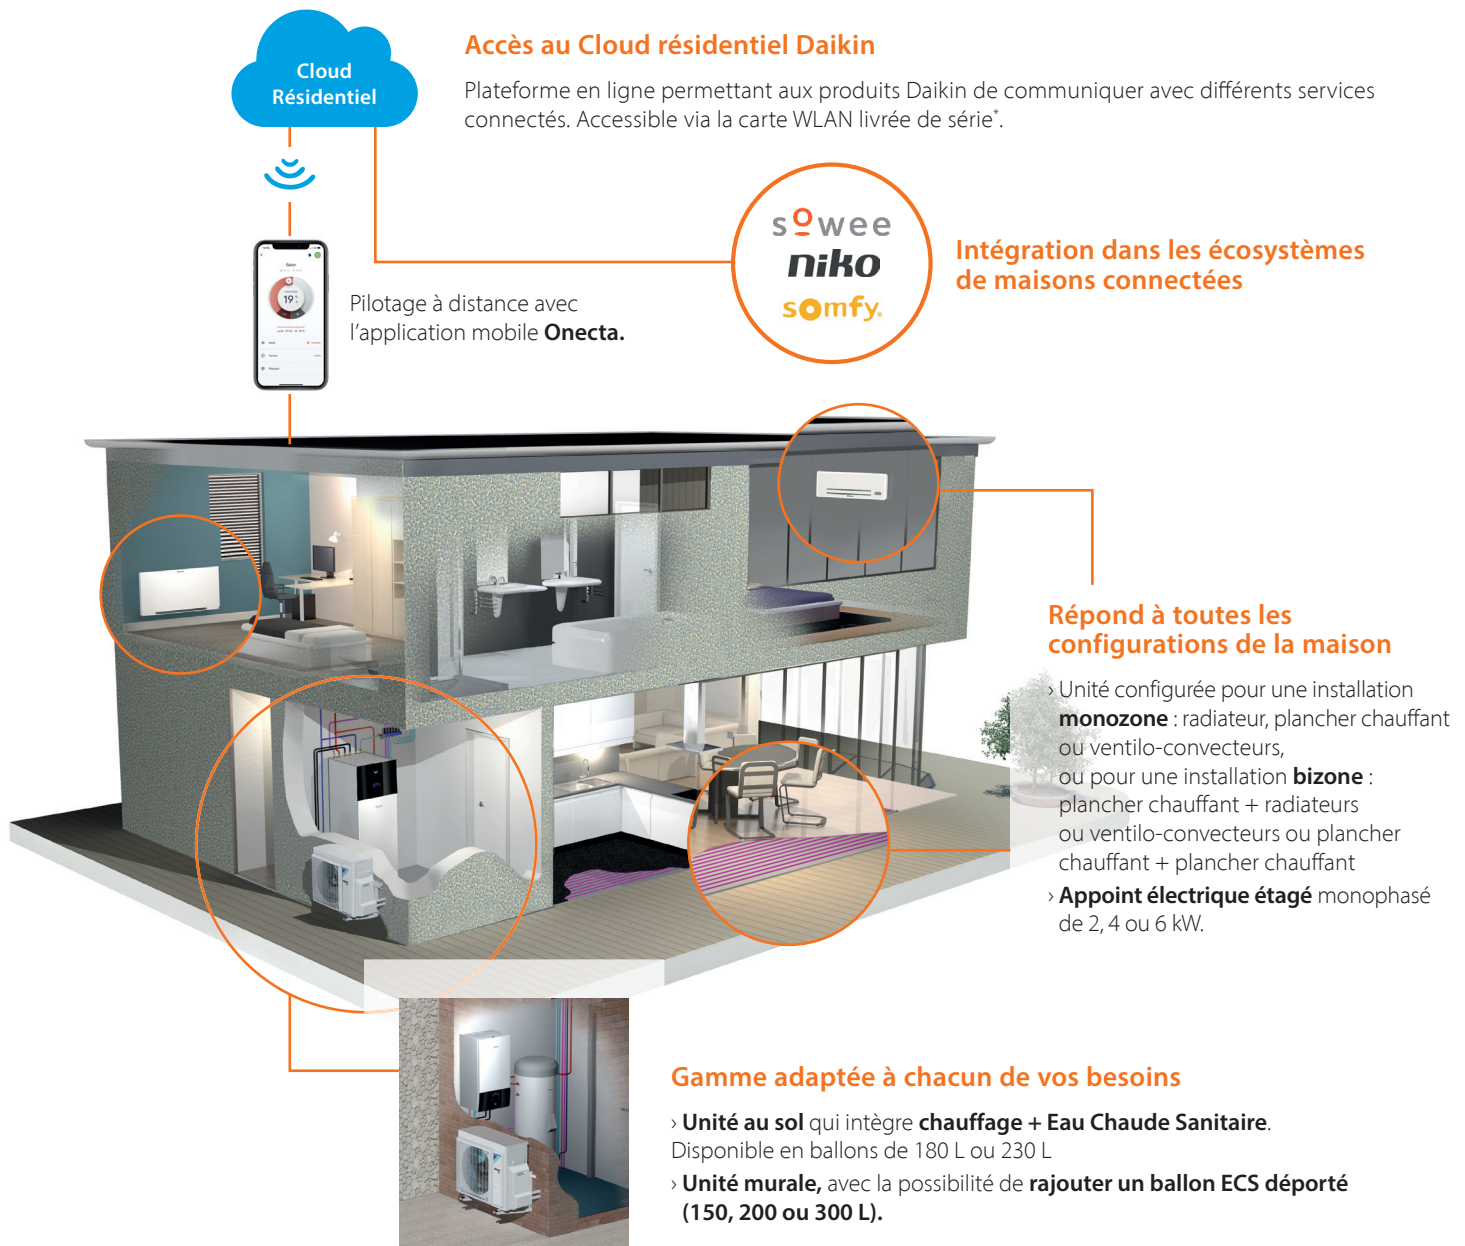 Cloud
Résidentiel
Accès au Cloud résidentiel Daikin
Plateforme en ligne permettant aux produits Daikin de communiquer avec différents services
connectés. Accessible via la carte WLAN livrée de série*.
sowee
niko
somfy.
Intégration dans les écosystèmes
de maisons connectées
19
Pilotage à distance avec
l'application mobile Onecta.
Répond à toutes les
configurations de la maison
› Unité configurée pour une installation
monozone : radiateur, plancher chauffant
ou ventilo-convecteurs,
ou pour une installation bizone :
plancher chauffant + radiateurs
ou ventilo-convecteurs ou plancher
chauffant + plancher chauffant
› Appoint électrique étagé monophasé
de 2, 4 ou 6 kW.
Gamme adaptée à chacun de vos besoins
› Unité au sol qui intègre chauffage + Eau Chaude Sanitaire.
Disponible en ballons de 180 L ou 230 L
› Unité murale, avec la possibilité de rajouter un ballon ECS déporté
(150, 200 ou 300 L).